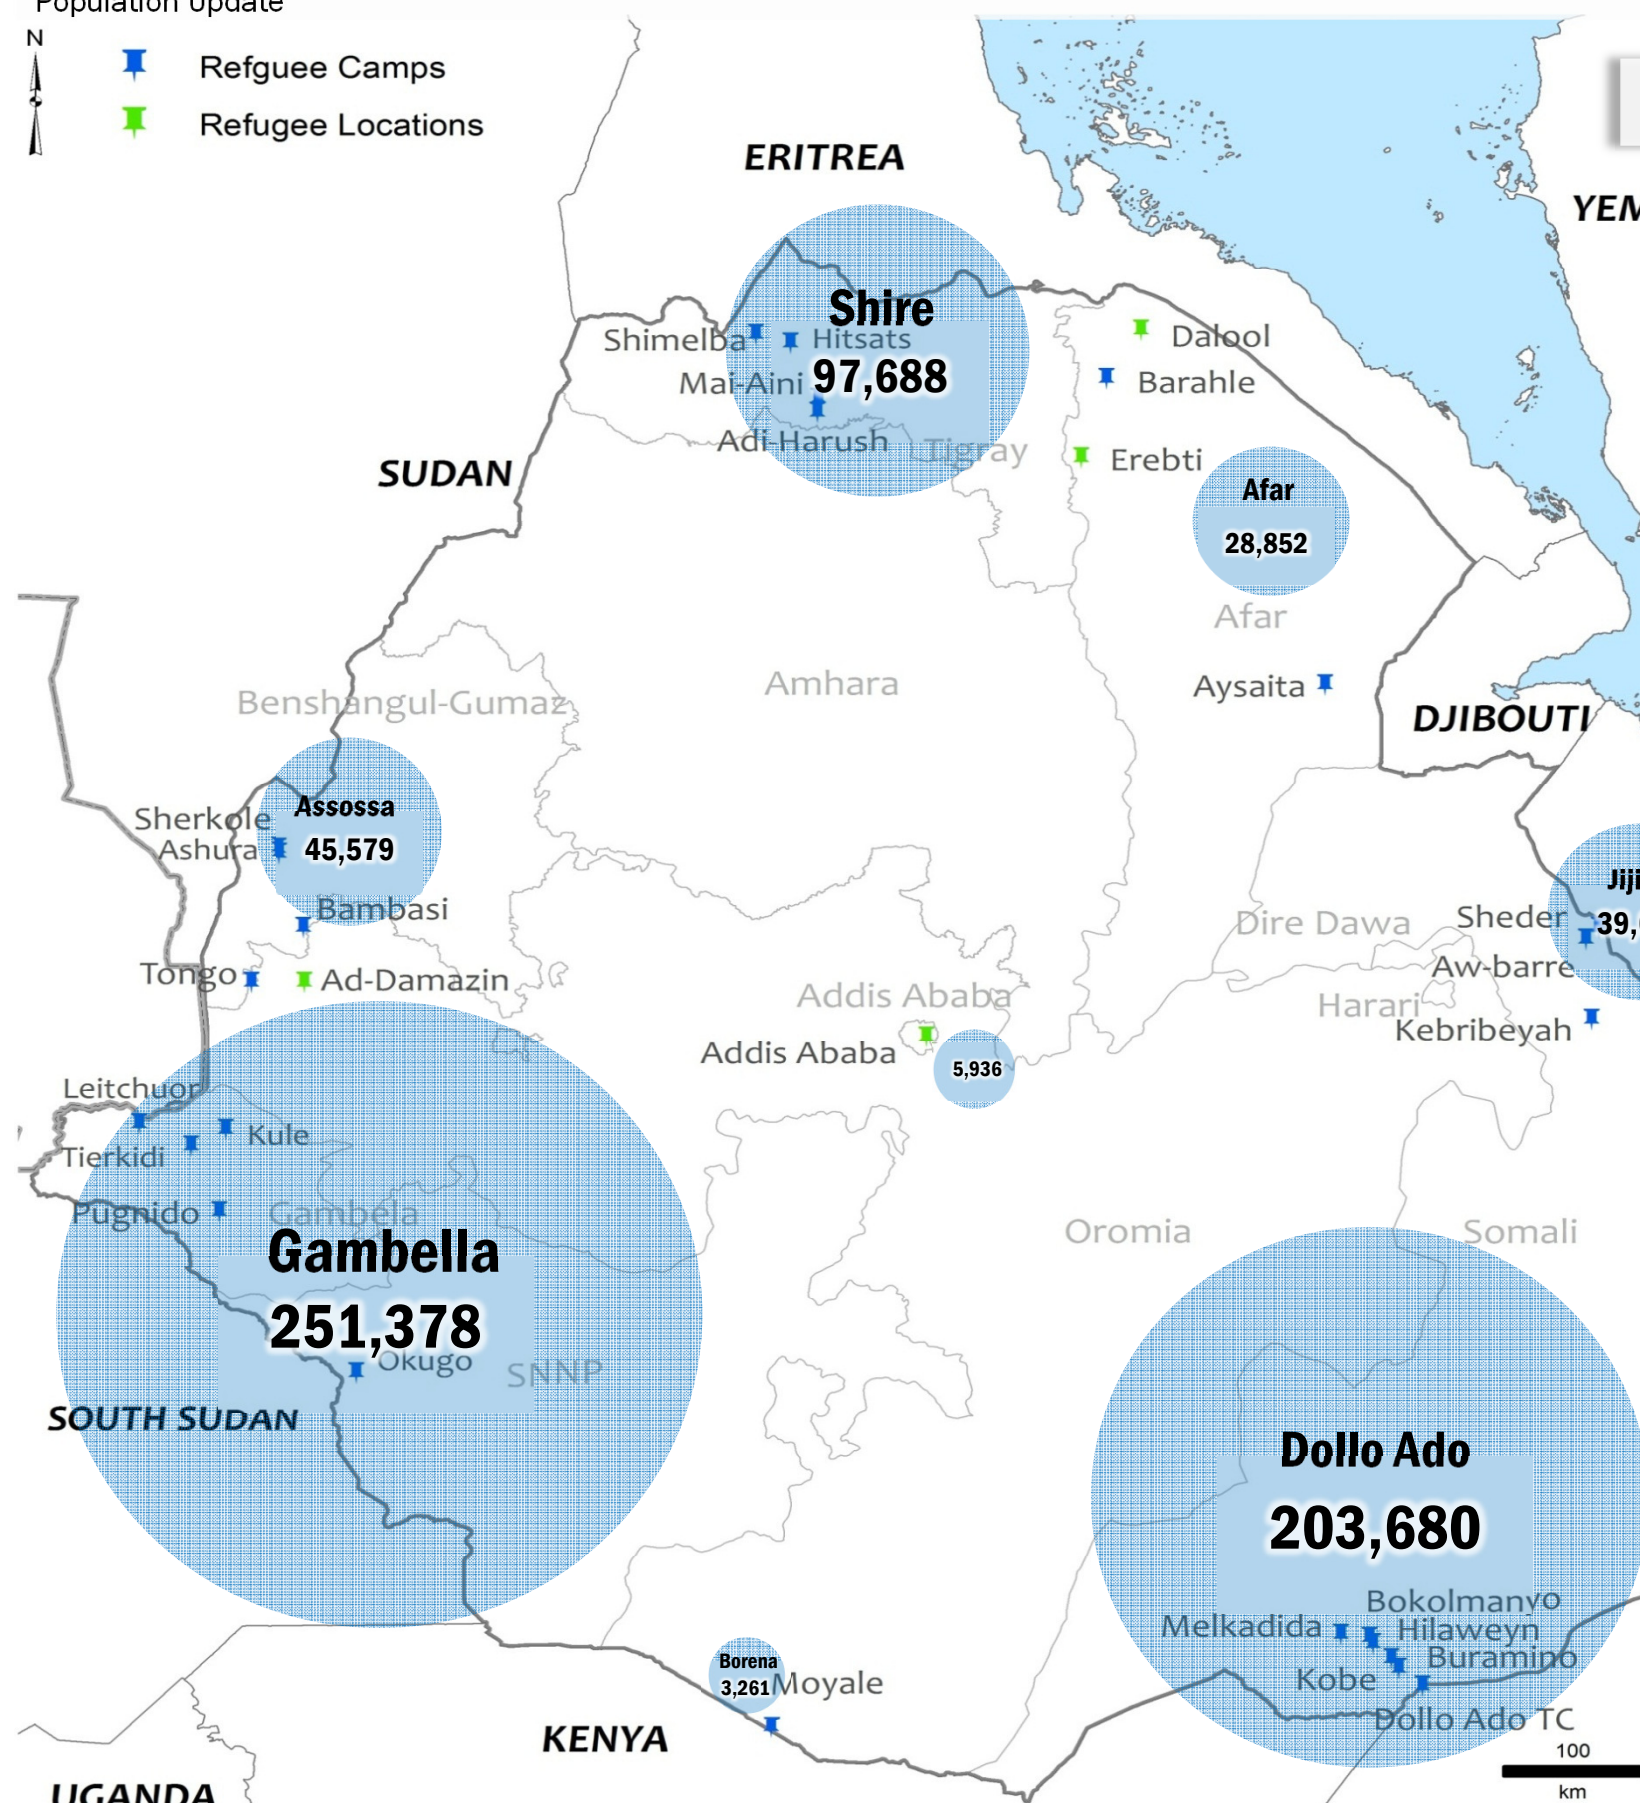 Population Update
N
Refguee Camps
Refugee Locations
ERITREA
YEM
Shire
Shimelba
Hitsats
Mai-Aini
97,688
Adi-Harush
Tigray
Dalool
Barahle
Erebti
SUDAN
Afar
28,852
Afar
Aysaita
Amhara
Benshangul-Gumaz
DJIBOUTI
Assossa
Sherkole
Ashura
45,579
Bambasi
Tongo
Ad-Damazin
Jiji
39,
Dire Dawa
Sheder
Aw-barre
Harari
Kebribeyah
Addis Ababa
Addis Ababa
5,936
Leitchuor
Kule
Tierkidi
Pugnido
Gambela
Gambella
251,378
Okugo
SNNP
SOUTH SUDAN
Oromia
Somali
Dollo Ado
203,680
Bokolmanyo
Melkadida
Hilaweyn
Buramino
Kobe
Dollo Ado TC
Borena
3,261
Moyale
KENYA
UGANDA
100
km